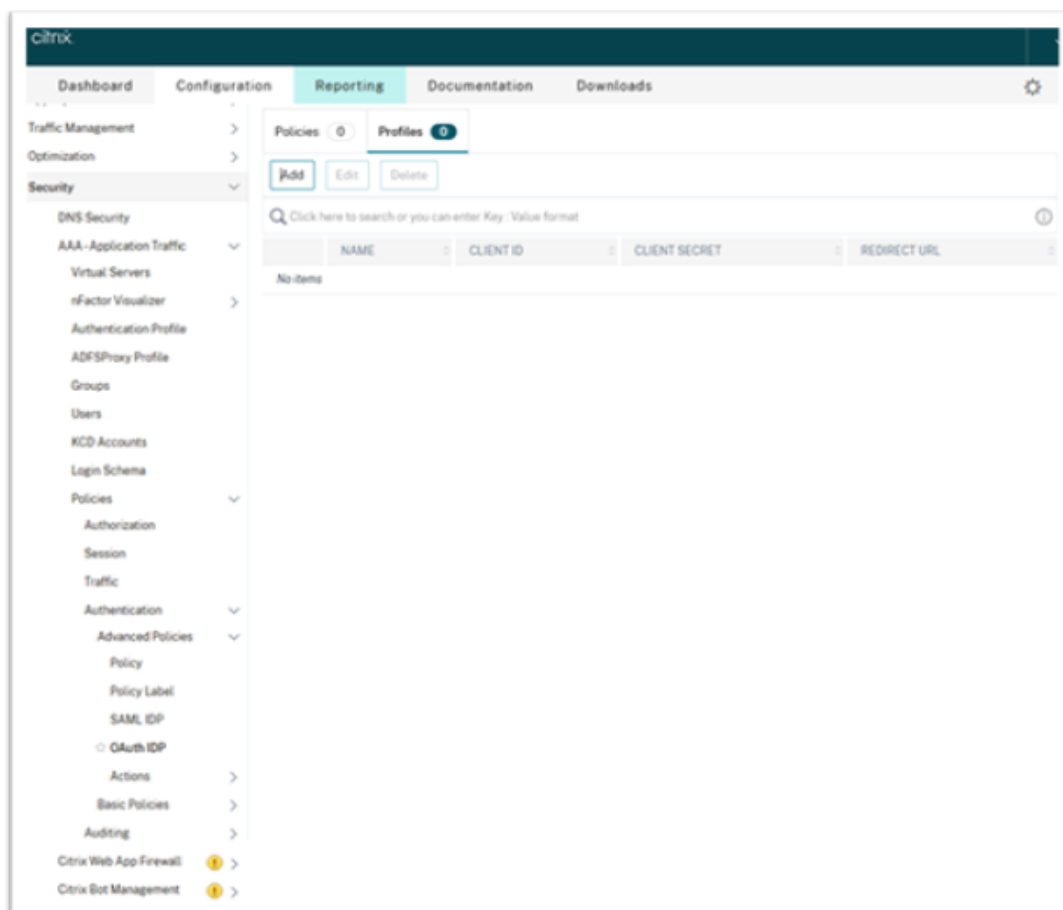 citrix
Dashboard Configuration Reporting Documentation Downloads
Traffic Management
Optimization
Security
DNS Security
AAA - Application Traffic
Virtual Servers
nFactor Visualizer
Authentication Profile
ADFSProxy Profile
Groups
Users
KCD Accounts
Login Schema
Policies
Authorization
Session
Traffic
Authentication
Advanced Policies
Policy
Policy Label
SAML IDP
OAuth IDP
Actions
Basic Policies
Auditing
Citrix Web App Firewall
Citrix Bot Management
Policies 0 Profiles 0
Add Edit Delete
Click here to search or you can enter Key : Value format
NAME CLIENT ID CLIENT SECRET REDIRECT URL
No items